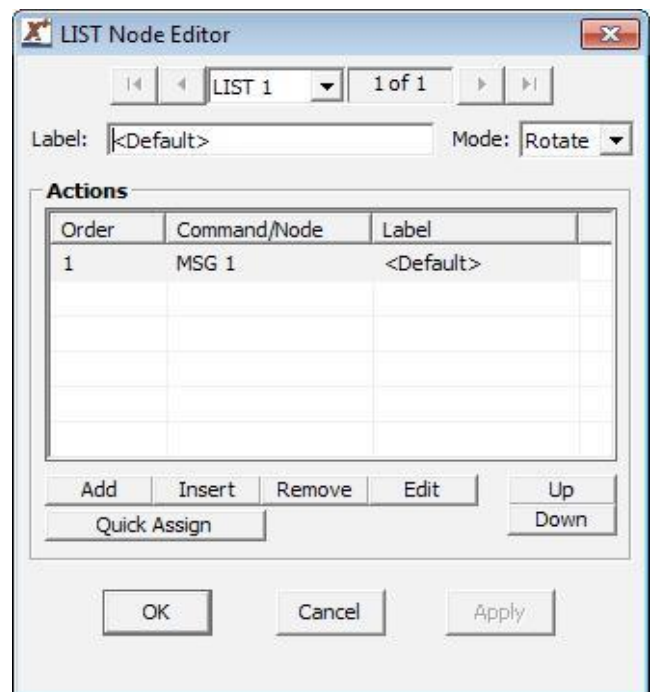 LIST Node Editor
LIST 1 1 of 1
Label: <Default> Mode: Rotate
Actions
Order Command/Node Label
1 MSG 1 <Default>
Add Insert Remove Edit Up
Quick Assign Down
OK Cancel Apply